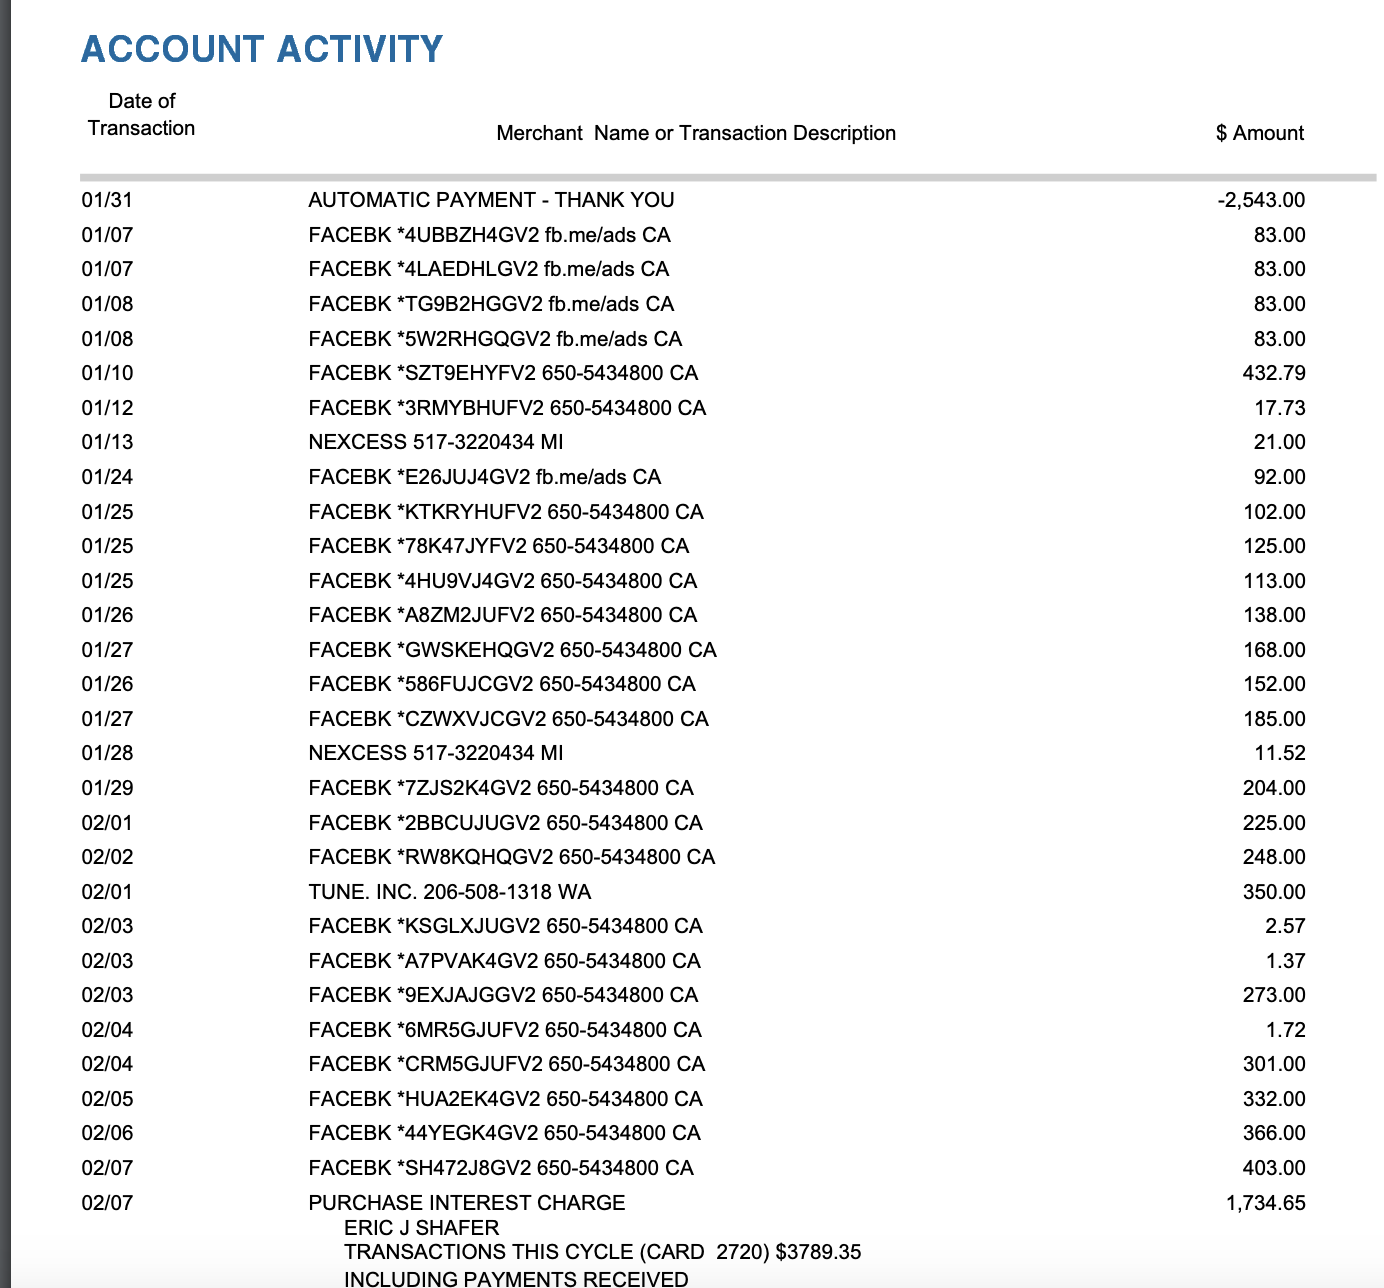 ACCOUNT ACTIVITY
Date of
Transaction
Merchant Name or Transaction Description
$ Amount
01/31 AUTOMATIC PAYMENT - THANK YOU -2,543.00
01/07 FACEBK *4UBBZH4GV2 fb.me/ads CA 83.00
01/07 FACEBK *4LAEDHLGV2 fb.me/ads CA 83.00
01/08 FACEBK *TG9B2HGGV2 fb.me/ads CA 83.00
01/08 FACEBK *5W2RHGQGV2 fb.me/ads CA 83.00
01/10 FACEBK *SZT9EHYFV2 650-5434800 CA 432.79
01/12 FACEBK *3RMYBHUFV2 650-5434800 CA 17.73
01/13 NEXCESS 517-3220434 MI 21.00
01/24 FACEBK *E26JUJ4GV2 fb.me/ads CA 92.00
01/25 FACEBK *KTKRYHUFV2 650-5434800 CA 102.00
01/25 FACEBK *78K47JYFV2 650-5434800 CA 125.00
01/25 FACEBK *4HU9VJ4GV2 650-5434800 CA 113.00
01/26 FACEBK *A8ZM2JUFV2 650-5434800 CA 138.00
01/27 FACEBK *GWSKEHQGV2 650-5434800 CA 168.00
01/26 FACEBK *586FUJCGV2 650-5434800 CA 152.00
01/27 FACEBK *CZWXVJCGV2 650-5434800 CA 185.00
01/28 NEXCESS 517-3220434 MI 11.52
01/29 FACEBK *7ZJS2K4GV2 650-5434800 CA 204.00
02/01 FACEBK *2BBCUJUGV2 650-5434800 CA 225.00
02/02 FACEBK *RW8KQHQGV2 650-5434800 CA 248.00
02/01 TUNE. INC. 206-508-1318 WA 350.00
02/03 FACEBK *KSGLXJUGV2 650-5434800 CA 2.57
02/03 FACEBK *A7PVAK4GV2 650-5434800 CA 1.37
02/03 FACEBK *9EXJAJGGV2 650-5434800 CA 273.00
02/04 FACEBK *6MR5GJUFV2 650-5434800 CA 1.72
02/04 FACEBK *CRM5GJUFV2 650-5434800 CA 301.00
02/05 FACEBK *HUA2EK4GV2 650-5434800 CA 332.00
02/06 FACEBK *44YEGK4GV2 650-5434800 CA 366.00
02/07 FACEBK *SH472J8GV2 650-5434800 CA 403.00
02/07 PURCHASE INTEREST CHARGE 1,734.65
ERIC J SHAFER
TRANSACTIONS THIS CYCLE (CARD 2720) $3789.35
INCLUDING PAYMENTS RECEIVED